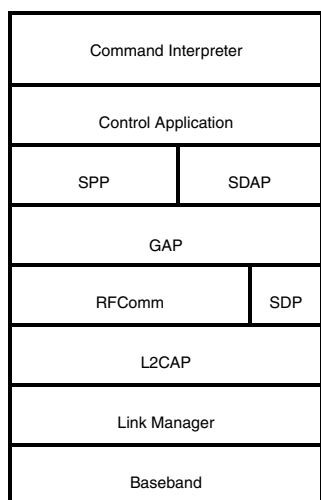 Command Interpreter
Control Application
SPP SDAP
GAP
RFComm SDP
L2CAP
Link Manager
Baseband